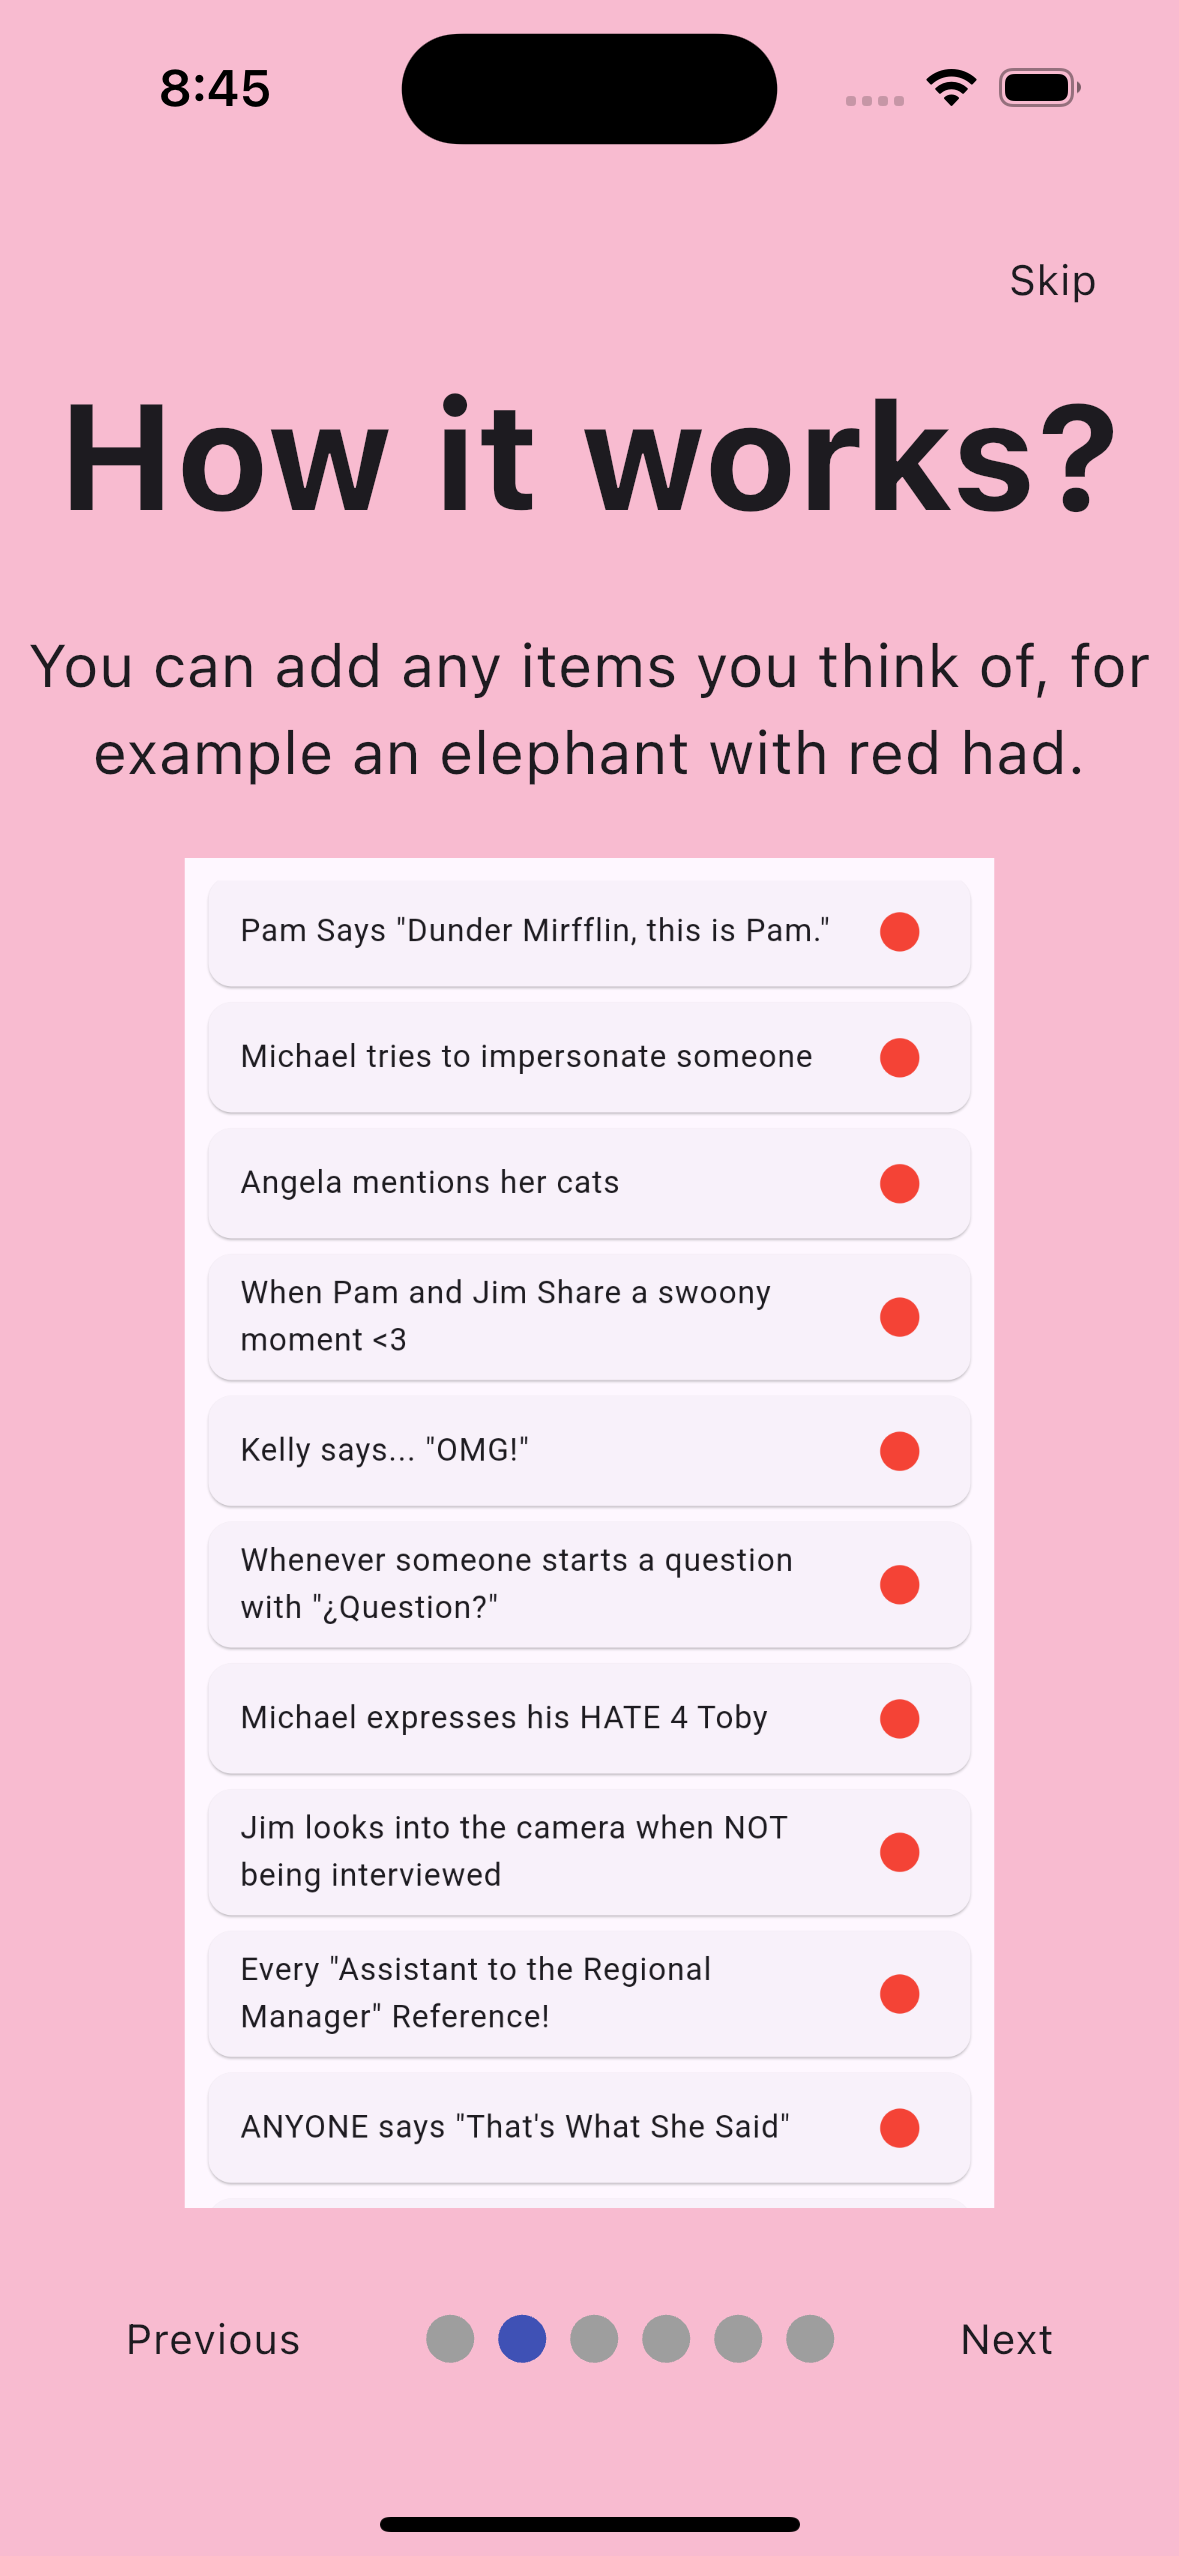 8:45
Skip
How it works?
You can add any items you think of, for
example an elephant with red had.
Pam Says "Dunder Mirfflin, this is Pam."
Michael tries to impersonate someone
Angela mentions her cats
When Pam and Jim Share a swoony
moment <3
Kelly says... "OMG!"
Whenever someone starts a question
with "¿Question?"
Michael expresses his HATE 4 Toby
Jim looks into the camera when NOT
being interviewed
Every "Assistant to the Regional
Manager" Reference!
ANYONE says "That's What She Said"
Previous
Next